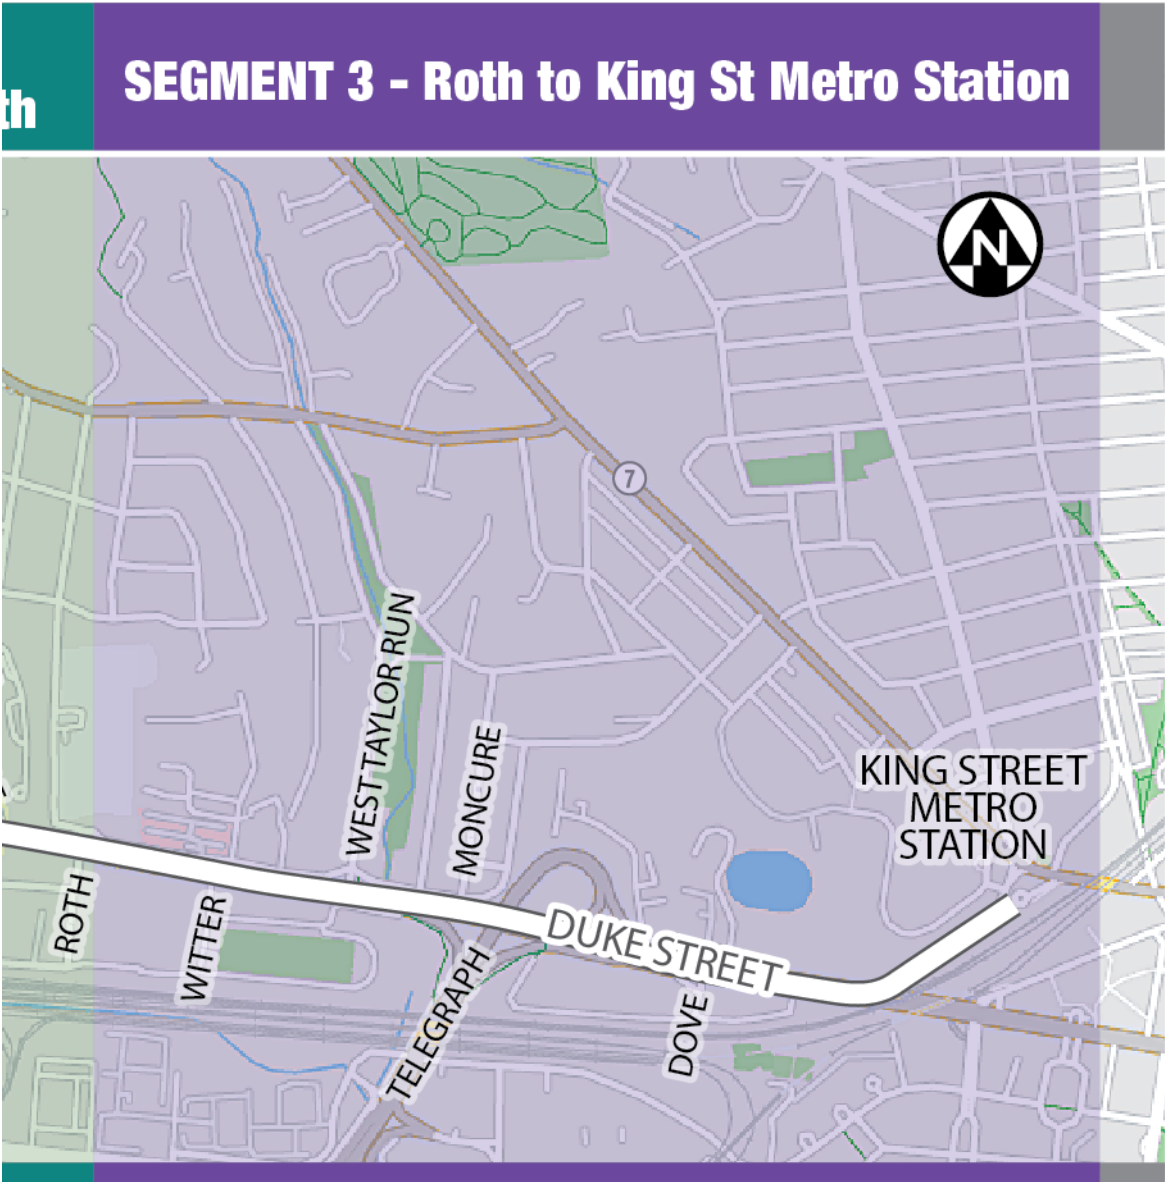 th
SEGMENT 3 - Roth to King St Metro Station
N
7
WEST TAYLOR RUN
MONCURE
KING STREET
METRO
STATION
ROTH
WITTER
DUKE STREET
TELEGRAPH
DOVE